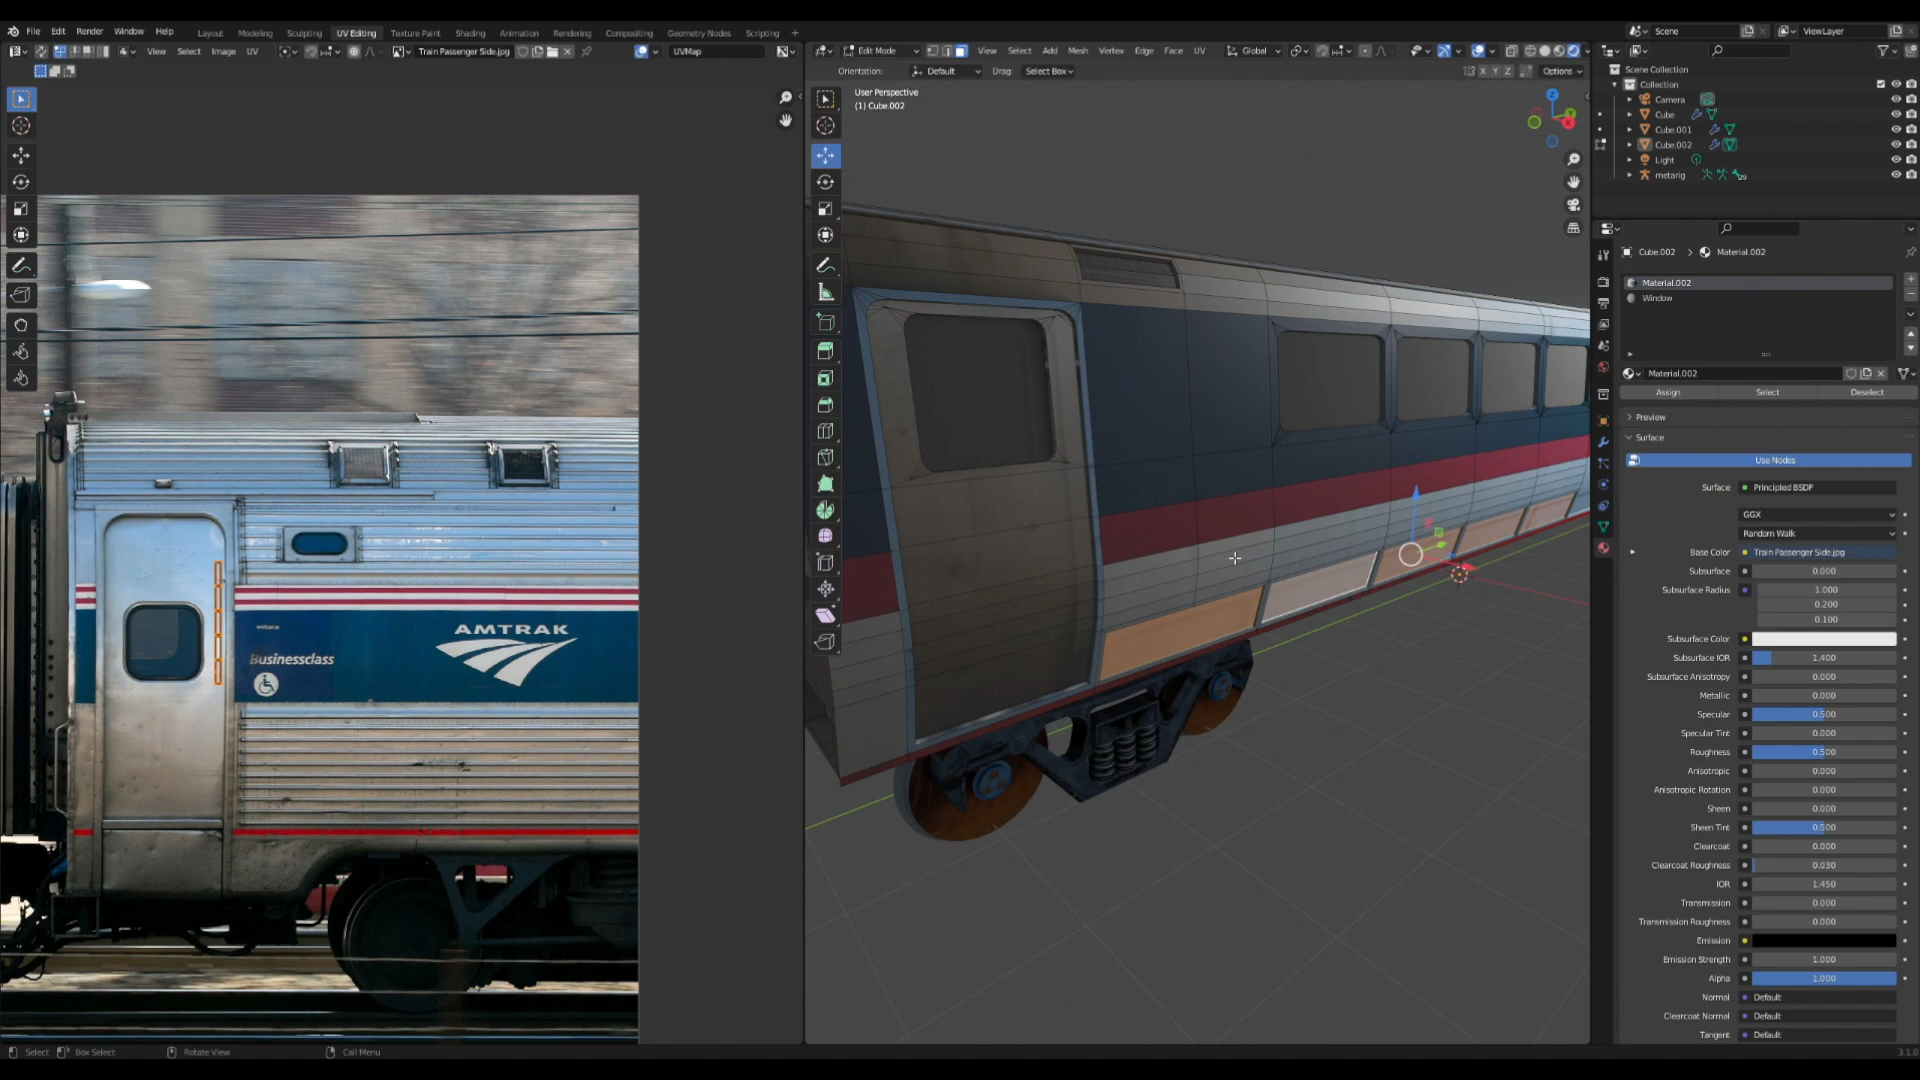 File Edit Render Window Help Layout Modeling Sculpting UV Editing Texture Paint Shading Animation Rendering Compositing Geometry Nodes Scripting + Scene ViewLayer
View Select Image UV Train Passenger Side.jpg UVMap Edit Mode View Select Add Mesh Vertex Edge Face UV Global
Orientation: Default Drag: Select Box X Y Z Options
Scene Collection
Collection
Camera
Cube
Cube.001
Cube.002
Light
metarig
User Perspective
(1) Cube.002
Cube.002 > Material.002
Material.002
Window
Material.002
Assign Select Deselect
Preview
Surface
Use Nodes
Surface Principled BSDF
GGX
Random Walk
Base Color Train Passenger Side.jpg
Subsurface 0.000
Subsurface Radius 1.000
0.200
0.100
Subsurface Color
Subsurface IOR 1.400
Subsurface Anisotropy 0.000
Metallic 0.000
Specular 0.500
Specular Tint 0.000
Roughness 0.500
Anisotropic 0.000
Anisotropic Rotation 0.000
Sheen 0.000
Sheen Tint 0.500
Clearcoat 0.000
Clearcoat Roughness 0.030
IOR 1.450
Transmission 0.000
Transmission Roughness 0.000
Emission
Emission Strength 1.000
Alpha 1.000
Normal Default
Clearcoat Normal Default
Tangent Default
AMTRAK
Businessclass
Select Box Select Rotate View Call Menu 3.1.0